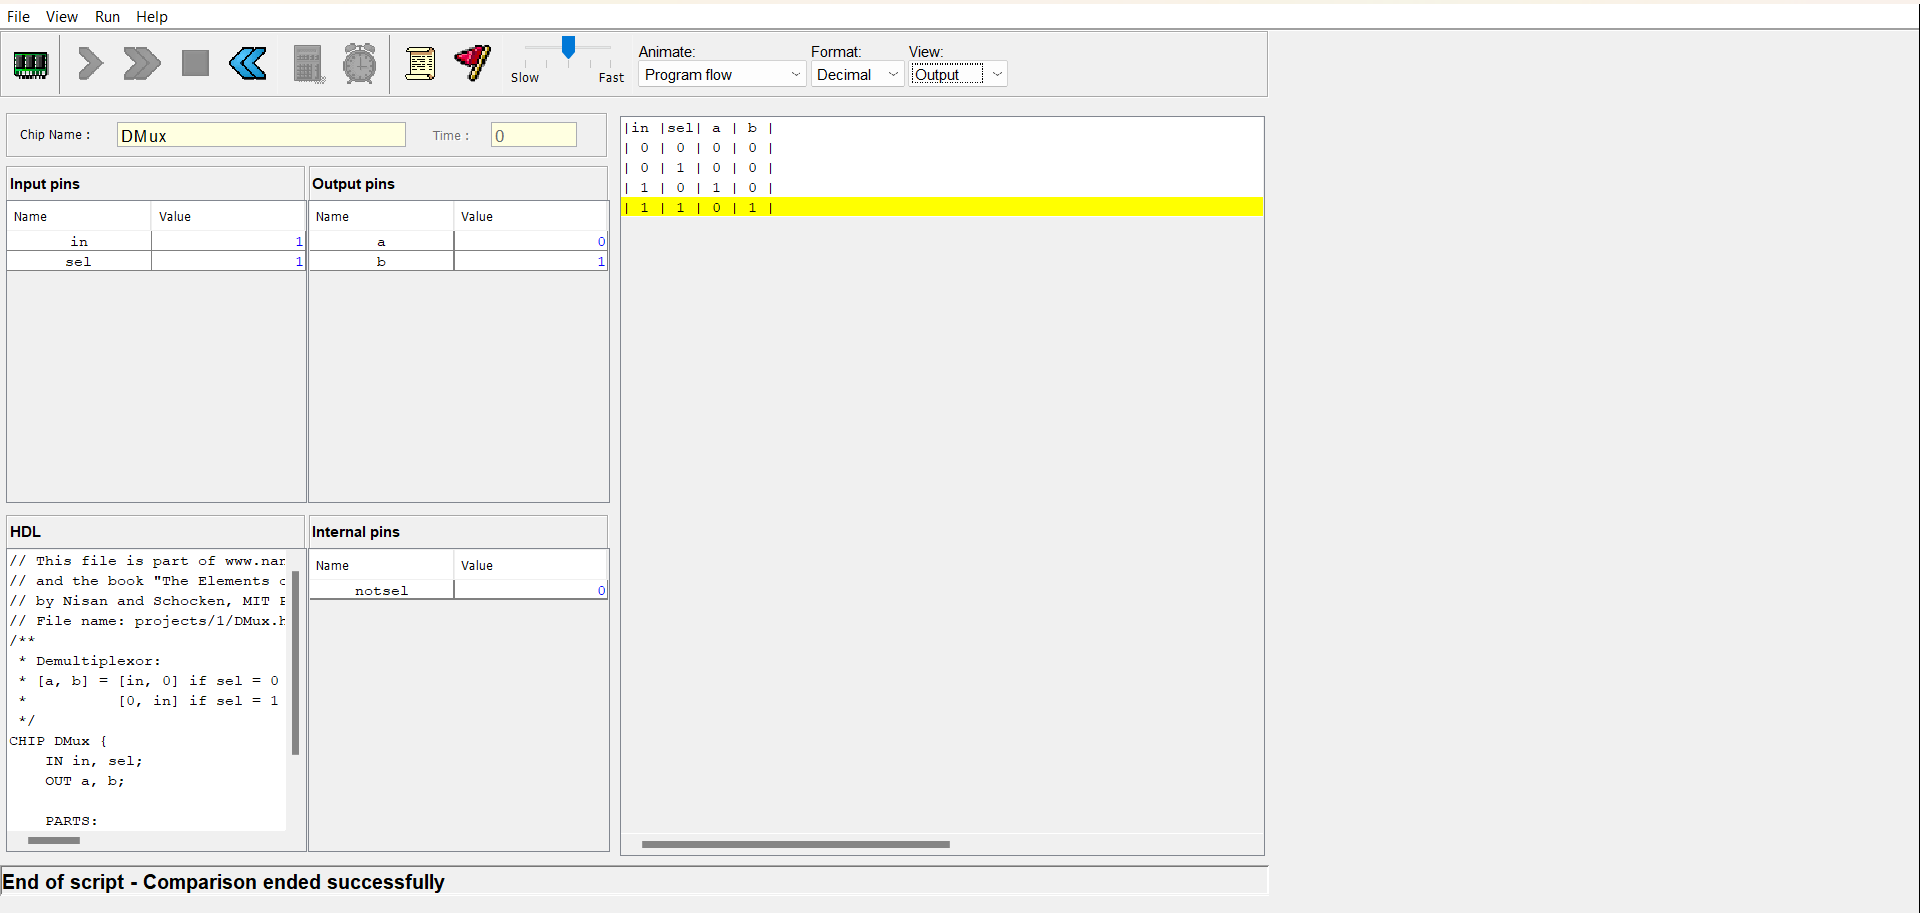 File View Run Help
Slow Fast
Animate: Format: View:
Program flow Decimal Output
Chip Name : DMux Time : 0
Input pins
Name Value
in 1
sel 1
Output pins
Name Value
a 0
b 1
HDL
// This file is part of www.nan
// and the book "The Elements o
// by Nisan and Schocken, MIT P
// File name: projects/1/DMux.h
/**
* Demultiplexor:
* [a, b] = [in, 0] if sel = 0
* [0, in] if sel = 1
*/
CHIP DMux {
IN in, sel;
OUT a, b;
PARTS:
Internal pins
Name Value
notsel 0
|in |sel| a | b |
| 0 | 0 | 0 | 0 |
| 0 | 1 | 0 | 0 |
| 1 | 0 | 1 | 0 |
| 1 | 1 | 0 | 1 |
End of script - Comparison ended successfully